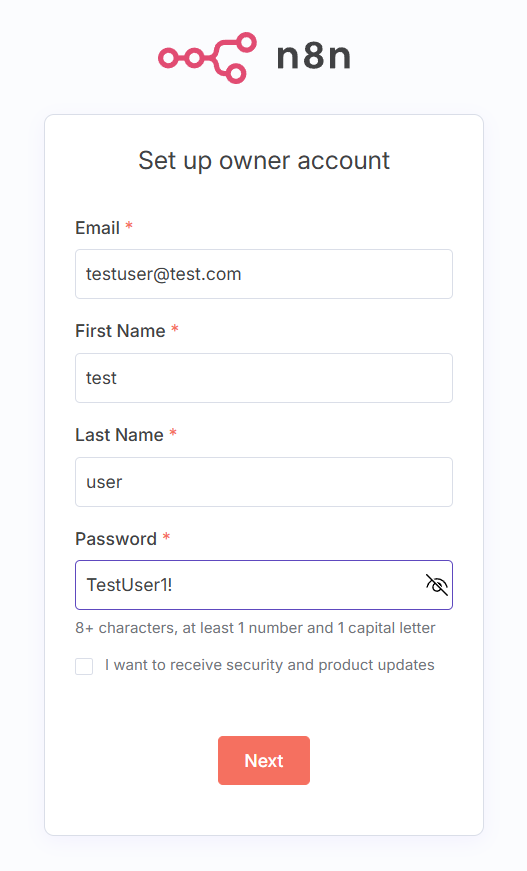 n8n
Set up owner account
Email *
testuser@test.com
First Name *
test
Last Name *
user
Password *
TestUser1!
8+ characters, at least 1 number and 1 capital letter
I want to receive security and product updates
Next